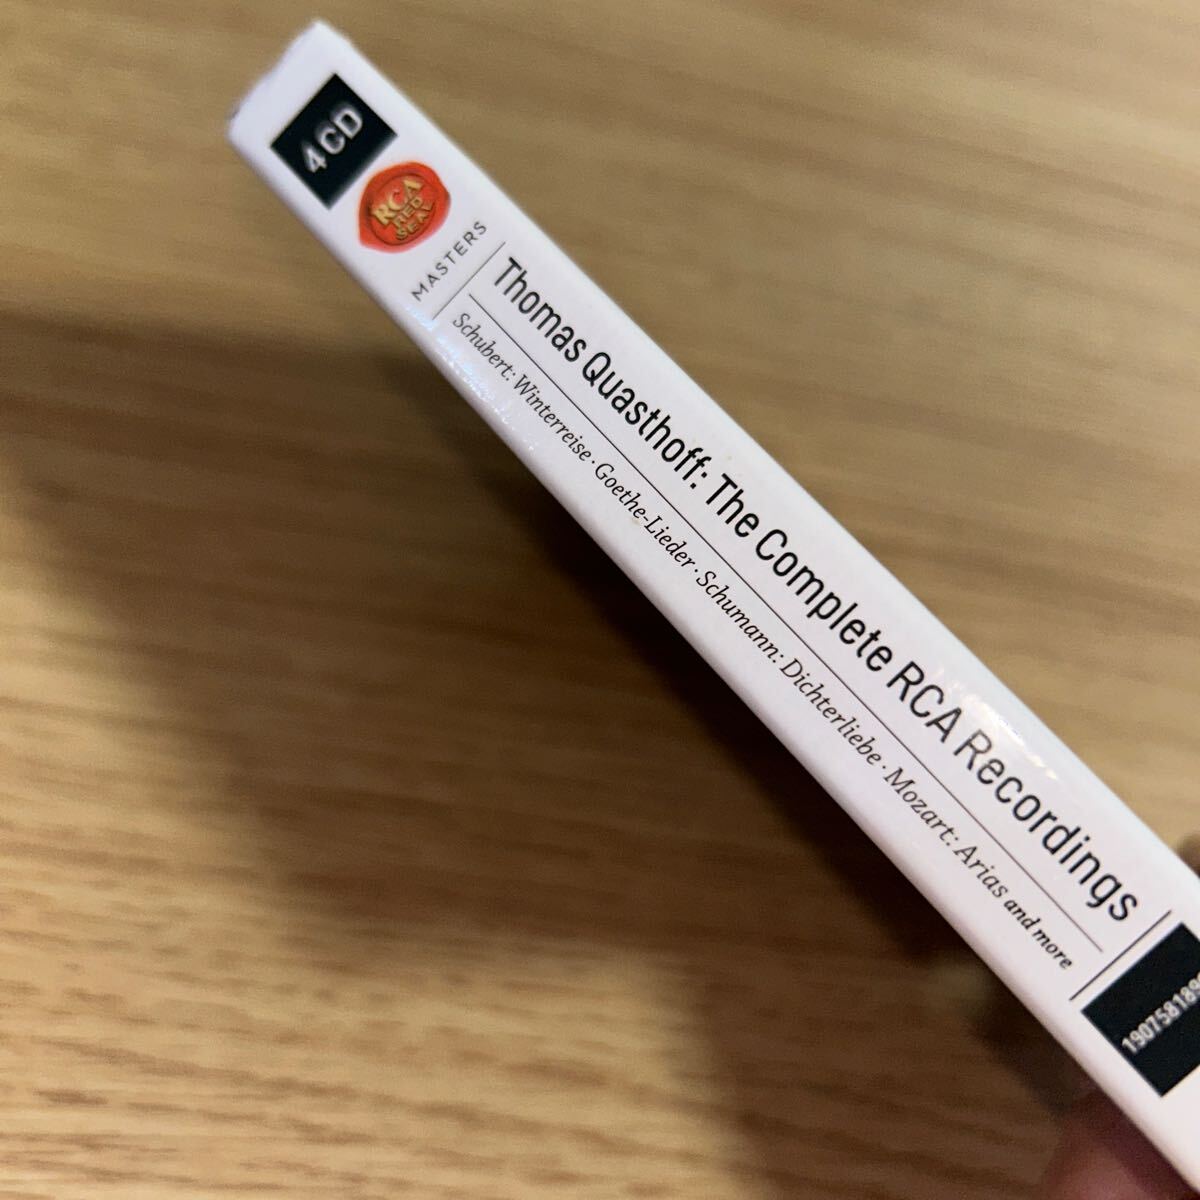 4CD
RCA
RED
SEAL
MASTERS
Thomas Quasthoff: The Complete RCA Recordings
Schubert: Winterreise · Goethe-Lieder · Schumann: Dichterliebe · Mozart: Arias and more
190758189